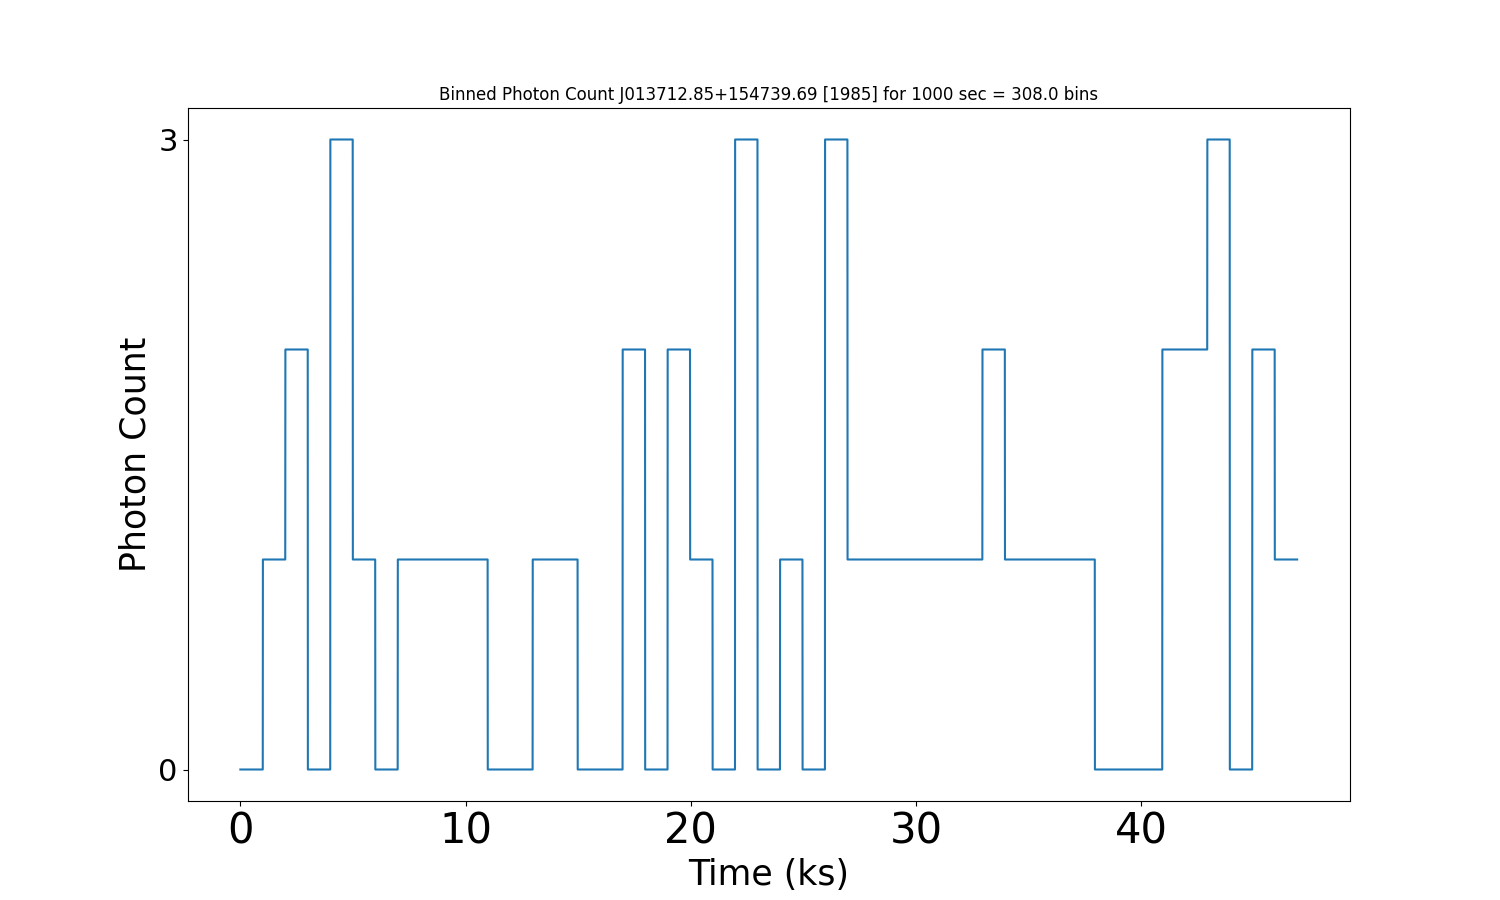 Binned Photon Count J013712.85+154739.69 [1985] for 1000 sec = 308.0 bins
3
Photon Count
0
0 10 20 30 40
Time (ks)